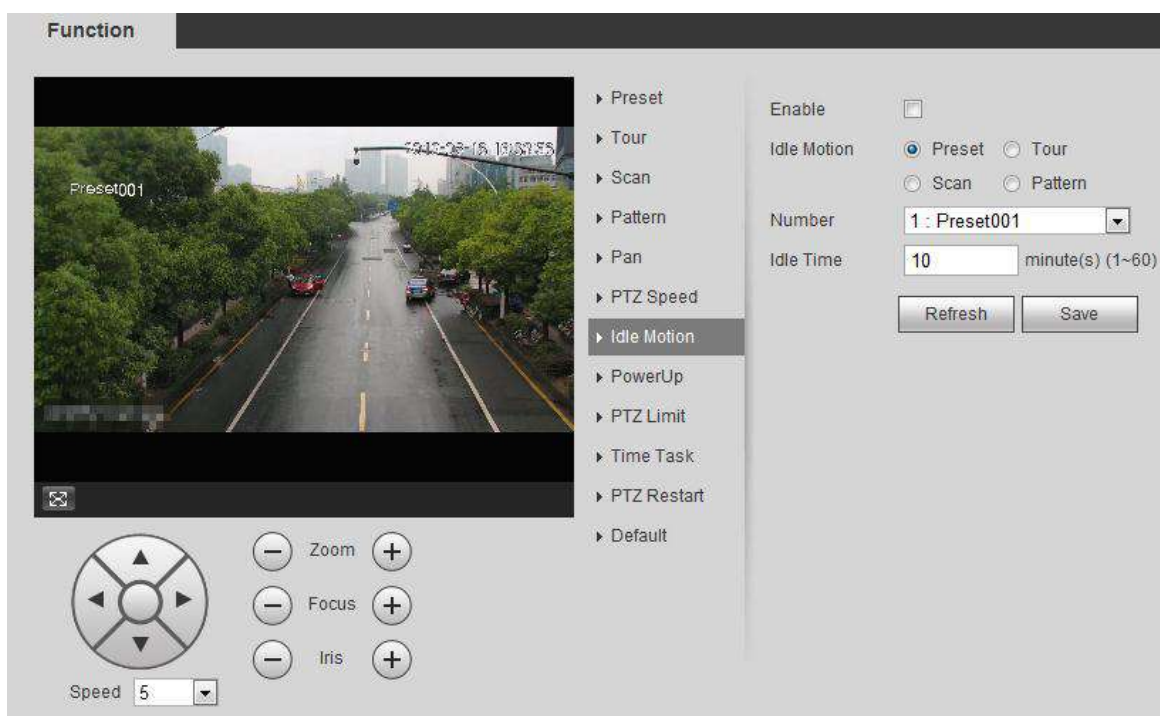 Function
Preset001
Preset
Tour
Scan
Pattern
Pan
PTZ Speed
Idle Motion
PowerUp
PTZ Limit
Time Task
PTZ Restart
Default
Enable
Idle Motion Preset Tour
Scan Pattern
Number 1 : Preset001
Idle Time 10 minute(s) (1~60)
Refresh Save
Zoom
Focus
Iris
Speed 5